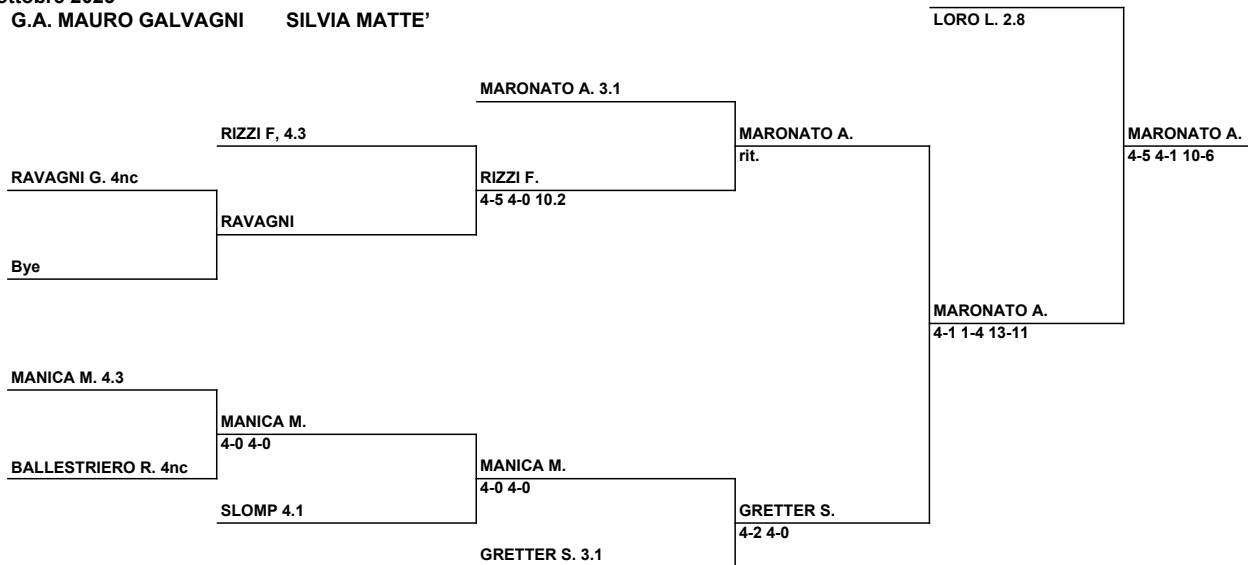 G.A. MAURO GALVAGNI SILVIA MATTE’
LORO L. 2.8
MARONATO A. 3.1
RIZZI F, 4.3
MARONATO A.
rit.
MARONATO A.
4-5 4-1 10-6
RAVAGNI G. 4nc
RIZZI F.
4-5 4-0 10.2
RAVAGNI
Bye
MARONATO A.
4-1 1-4 13-11
MANICA M. 4.3
MANICA M.
4-0 4-0
BALLESTRIERO R. 4nc
MANICA M.
4-0 4-0
SLOMP 4.1
GRETTER S.
4-2 4-0
GRETTER S. 3.1